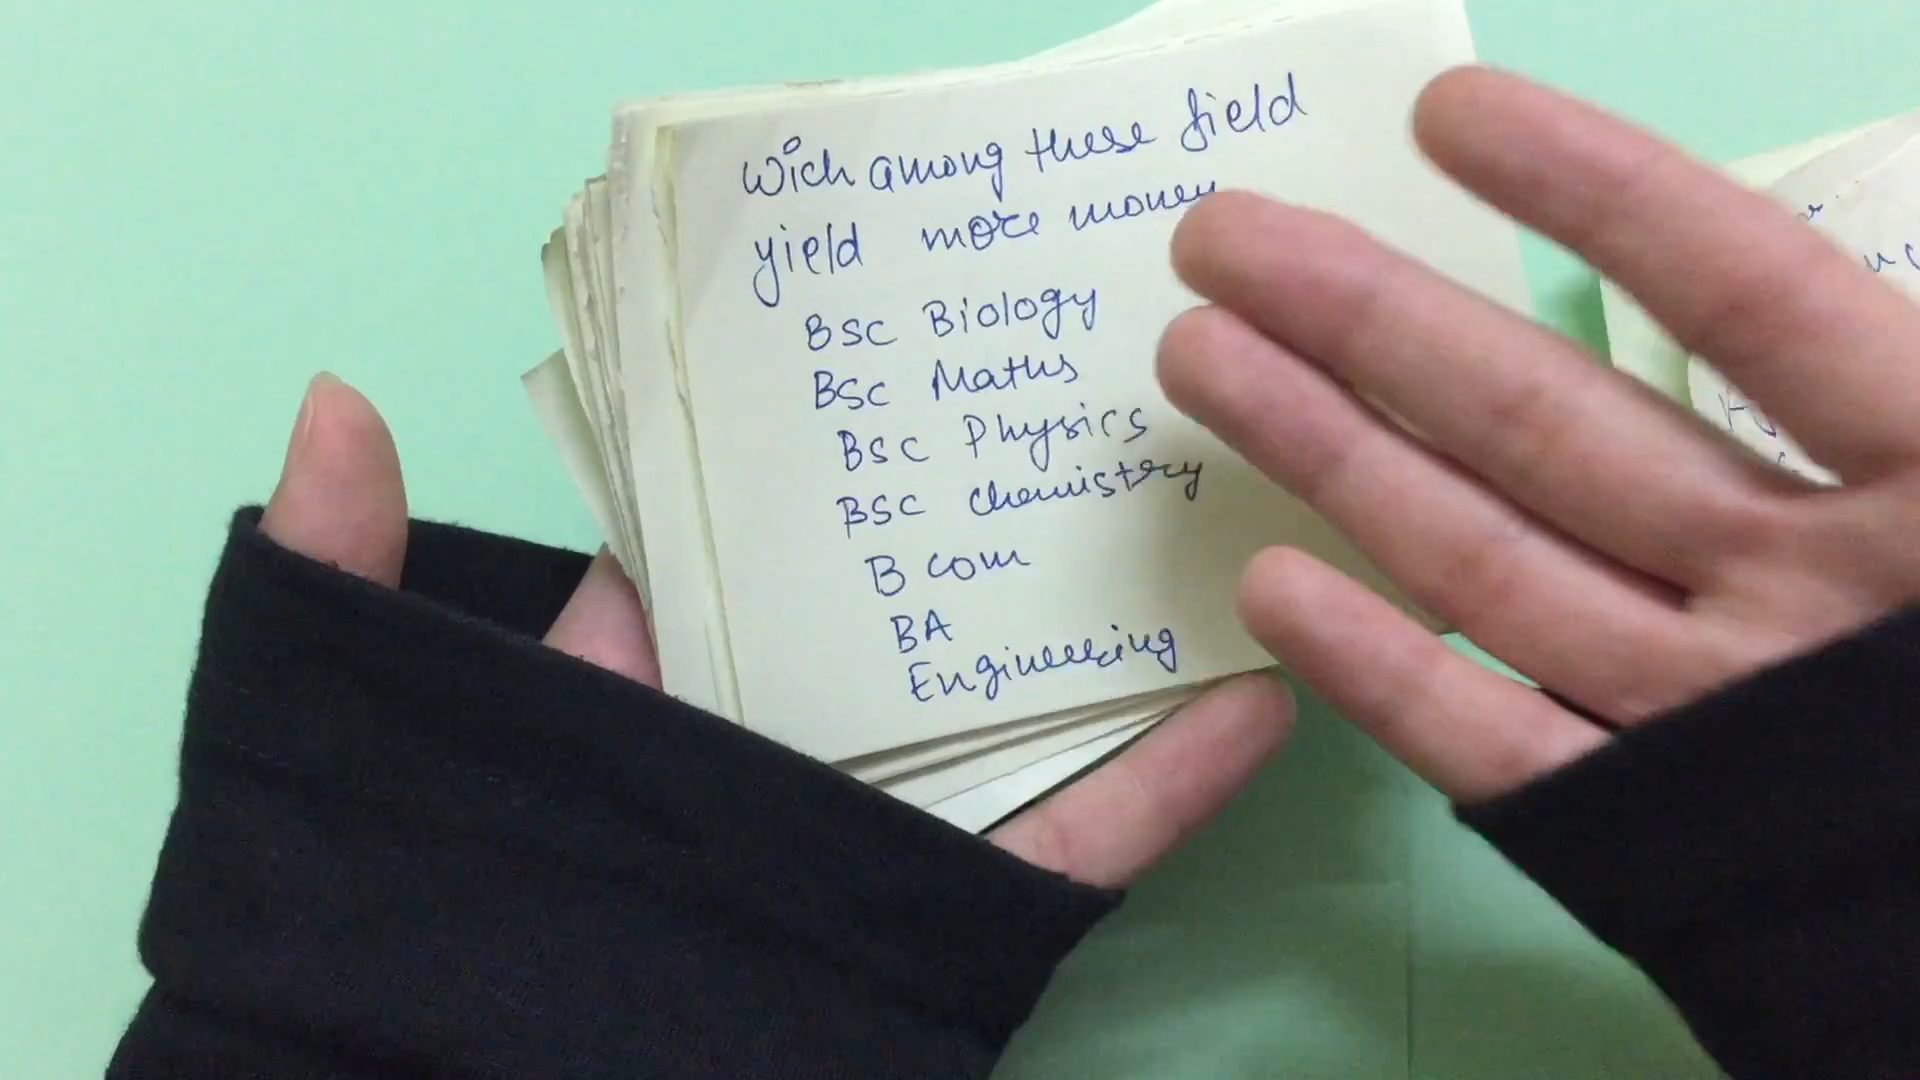 Wich among these field
yield more money
BSC Biology
BSC Maths
BSC Physics
BSC chemistry
B com
BA
Engineering